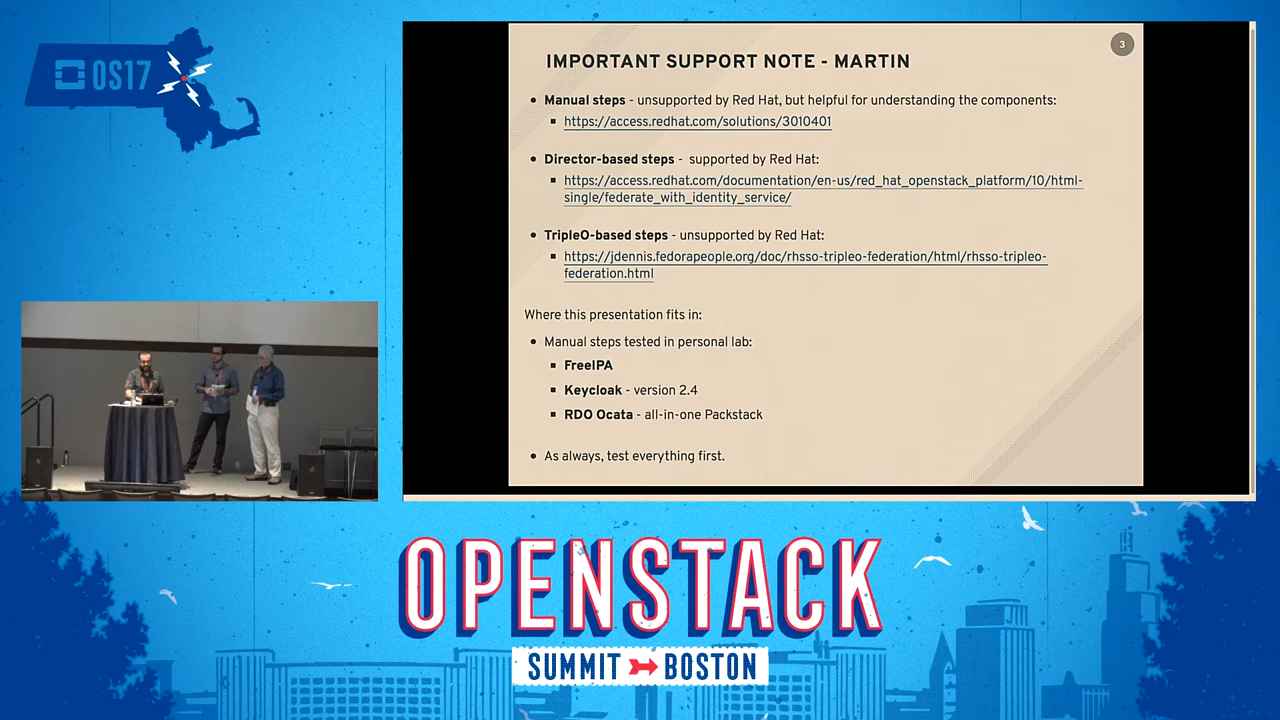 OS17
3
IMPORTANT SUPPORT NOTE - MARTIN
• Manual steps - unsupported by Red Hat, but helpful for understanding the components:
▪ https://access.redhat.com/solutions/3010401
• Director-based steps - supported by Red Hat:
▪ https://access.redhat.com/documentation/en-us/red_hat_openstack_platform/10/html-
single/federate_with_identity_service/
• TripleO-based steps - unsupported by Red Hat:
▪ https://jdennis.fedorapeople.org/doc/rhsso-tripleo-federation/html/rhsso-tripleo-
federation.html
Where this presentation fits in:
• Manual steps tested in personal lab:
▪ FreeIPA
▪ Keycloak - version 2.4
▪ RDO Ocata - all-in-one Packstack
• As always, test everything first.
OPENSTACK
SUMMIT BOSTON